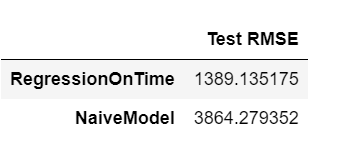 Test RMSE
RegressionOnTime 1389.135175
NaiveModel 3864.279352